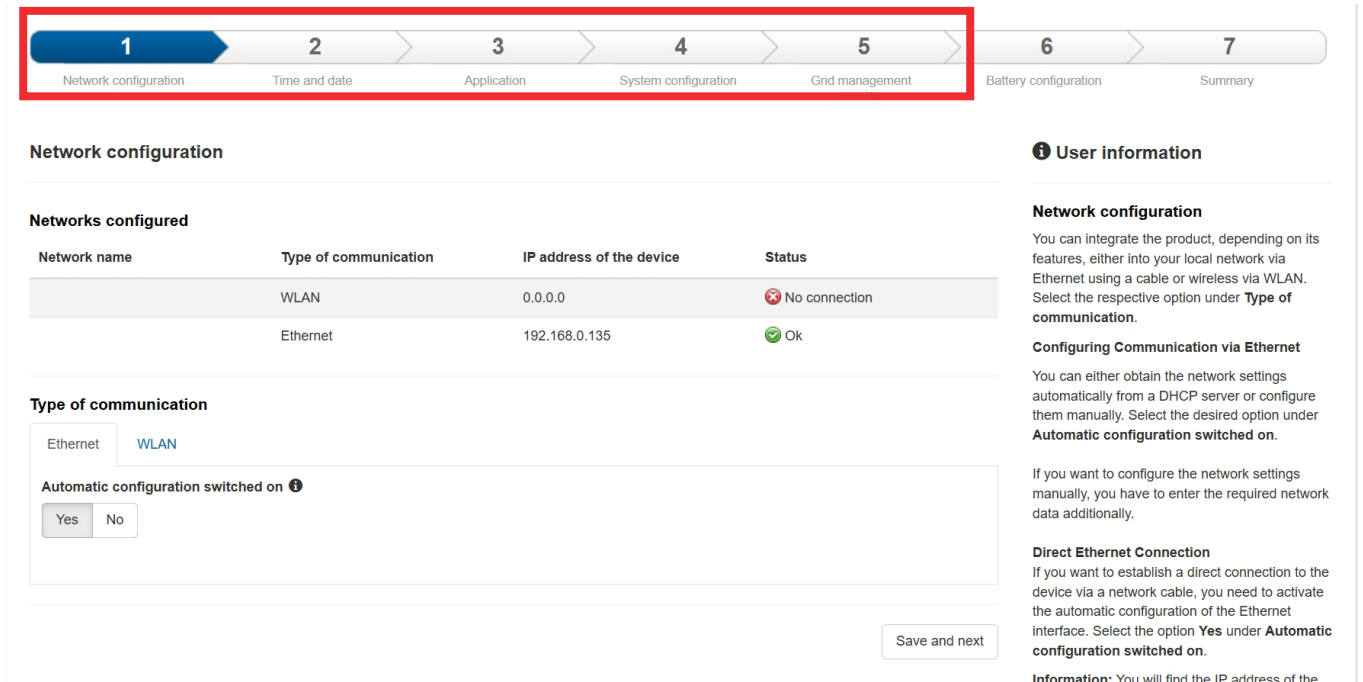 1 2 3 4 5 6 7
Network configuration Time and date Application System configuration Grid management Battery configuration Summary
Network configuration
Networks configured
Network name Type of communication IP address of the device Status
WLAN 0.0.0.0 No connection
Ethernet 192.168.0.135 Ok
Type of communication
Ethernet WLAN
Automatic configuration switched on
Yes No
Save and next
User information
Network configuration
You can integrate the product, depending on its
features, either into your local network via
Ethernet using a cable or wireless via WLAN.
Select the respective option under Type of
communication.
Configuring Communication via Ethernet
You can either obtain the network settings
automatically from a DHCP server or configure
them manually. Select the desired option under
Automatic configuration switched on.
If you want to configure the network settings
manually, you have to enter the required network
data additionally.
Direct Ethernet Connection
If you want to establish a direct connection to the
device via a network cable, you need to activate
the automatic configuration of the Ethernet
interface. Select the option Yes under Automatic
configuration switched on.
Information: You will find the IP address of the